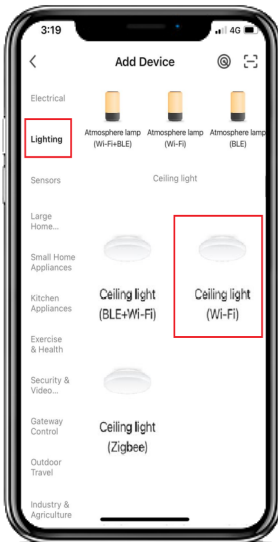 3:19
4G
Add Device
Electrical
Lighting
Sensors
Large
Home...
Small Home
Appliances
Kitchen
Appliances
Exercise
& Health
Security &
Video...
Gateway
Control
Outdoor
Travel
Industry &
Agriculture
Atmosphere lamp
(Wi-Fi+BLE)
Atmosphere lamp
(Wi-Fi)
Atmosphere lamp
(BLE)
Ceiling light
Ceiling light
(BLE+Wi-Fi)
Ceiling light
(Wi-Fi)
Ceiling light
(Zigbee)